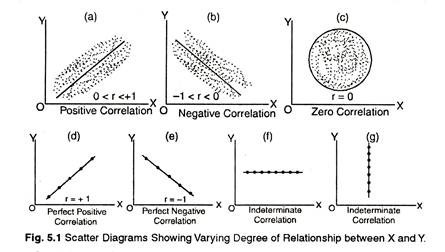 (a)
Y
0 < r < +1
O
X
Positive Correlation
(b)
Y
−1 < r < 0
O
X
Negative Correlation
(c)
Y
r = 0
O
X
Zero Correlation
(d)
Y
r = + 1
O
X
Perfect Positive
Correlation
(e)
Y
r = −1
O
X
Perfect Negative
Correlation
(f)
Y
O
X
Indeterminate
Correlation
(g)
Y
O
X
Indeterminate
Correlation
Fig. 5.1 Scatter Diagrams Showing Varying Degree of Relationship between X and Y.